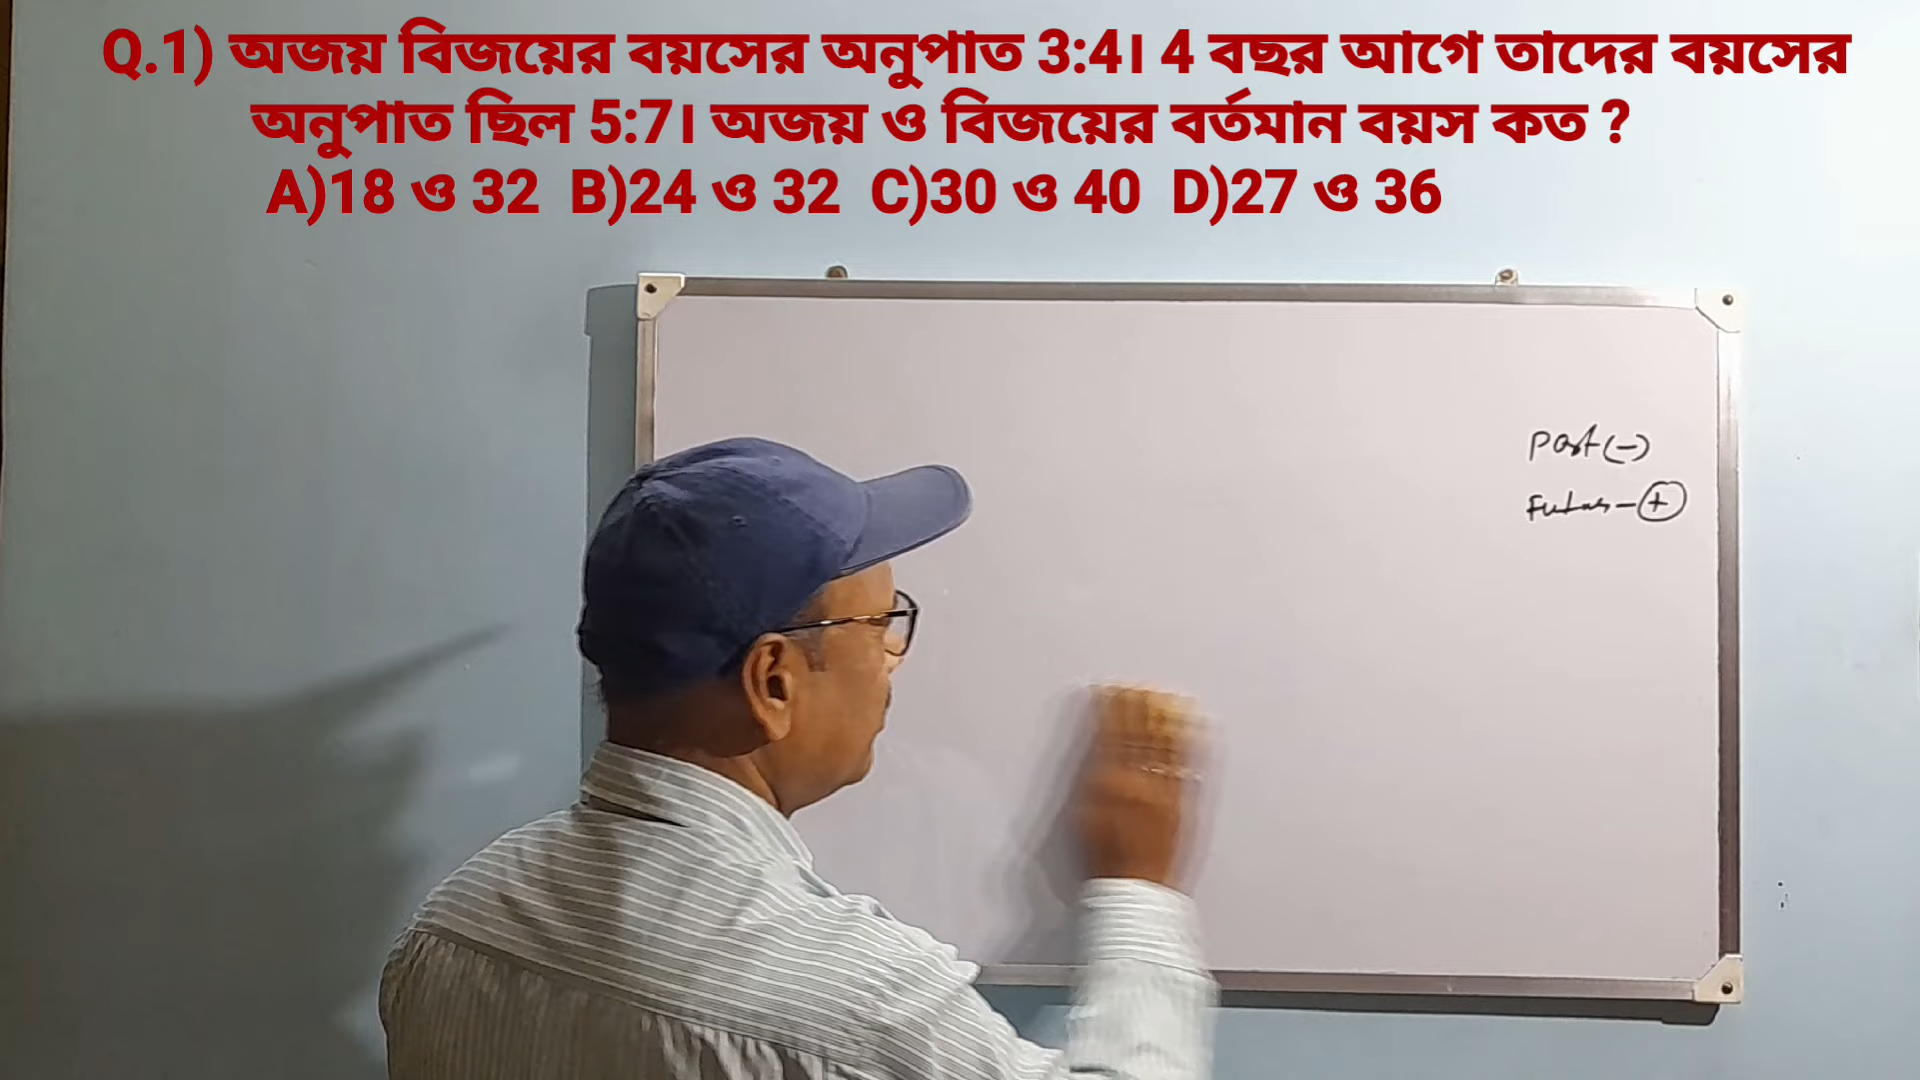 Q.1) অজয় বিজয়ের বয়সের অনুপাত 3:4। 4 বছর আগে তাদের বয়সের
অনুপাত ছিল 5:7। অজয় ও বিজয়ের বর্তমান বয়স কত ?
A)18 ও 32 B)24 ও 32 C)30 ও 40 D)27 ও 36
Past (-)